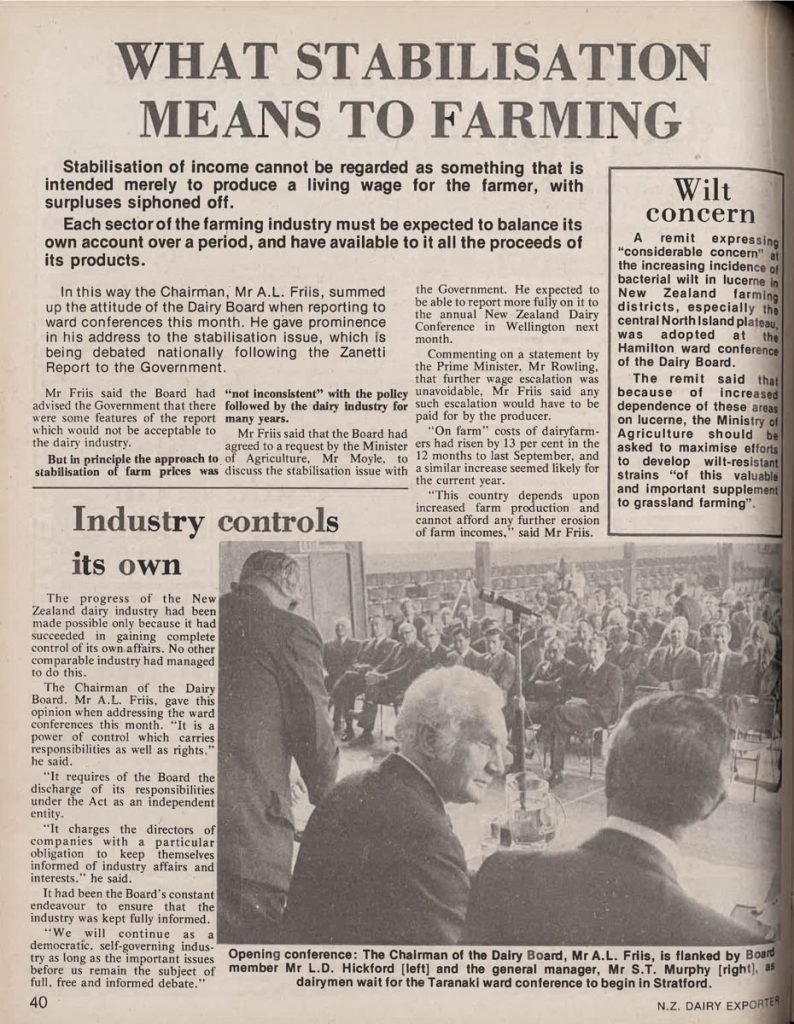 WHAT STABILISATION
MEANS TO FARMING
Stabilisation of income cannot be regarded as something that is
intended merely to produce a living wage for the farmer, with
surpluses siphoned off.
Each sector of the farming industry must be expected to balance its
own account over a period, and have available to it all the proceeds of
its products.
In this way the Chairman, Mr A.L. Friis, summed
up the attitude of the Dairy Board when reporting to
ward conferences this month. He gave prominence
in his address to the stabilisation issue, which is
being debated nationally following the Zanetti
Report to the Government.
Mr Friis said the Board had
advised the Government that there
were some features of the report
which would not be acceptable to
the dairy industry.
But in principle the approach to
stabilisation of farm prices was
"not inconsistent" with the policy
followed by the dairy industry for
many years.
Mr Friis said that the Board had
agreed to a request by the Minister
of Agriculture, Mr Moyle, to
discuss the stabilisation issue with
the Government. He expected to
be able to report more fully on it to
the annual New Zealand Dairy
Conference in Wellington next
month.
Commenting on a statement by
the Prime Minister, Mr Rowling,
that further wage escalation was
unavoidable, Mr Friis said any
such escalation would have to be
paid for by the producer.
"On farm" costs of dairyfarm-
ers had risen by 13 per cent in the
12 months to last September, and
a similar increase seemed likely for
the current year.
"This country depends upon
increased farm production and
cannot afford any further erosion
of farm incomes," said Mr Friis.
Wilt
concern
A remit expressing
"considerable concern" at
the increasing incidence of
bacterial wilt in lucerne in
New Zealand farming
districts, especially the
central North Island plateau,
was adopted at the
Hamilton ward conference
of the Dairy Board.
The remit said that
because of increased
dependence of these areas
on lucerne, the Ministry of
Agriculture should be
asked to maximise efforts
to develop wilt-resistant
strains "of this valuable
and important supplement
to grassland farming".
Industry controls
its own
The progress of the New
Zealand dairy industry had been
made possible only because it had
succeeded in gaining complete
control of its own affairs. No other
comparable industry had managed
to do this.
The Chairman of the Dairy
Board, Mr A.L. Friis, gave this
opinion when addressing the ward
conferences this month. "It is a
power of control which carries
responsibilities as well as rights,"
he said.
"It requires of the Board the
discharge of its responsibilities
under the Act as an independent
entity.
"It charges the directors of
companies with a particular
obligation to keep themselves
informed of industry affairs and
interests," he said.
It had been the Board's constant
endeavour to ensure that the
industry was kept fully informed.
"We will continue as a
democratic, self-governing indus-
try as long as the important issues
before us remain the subject of
full, free and informed debate."
Opening conference: The Chairman of the Dairy Board, Mr A.L. Friis, is flanked by Board
member Mr L.D. Hickford [left] and the general manager, Mr S.T. Murphy [right], as
dairymen wait for the Taranaki ward conference to begin in Stratford.
40
N.Z. DAIRY EXPORTER